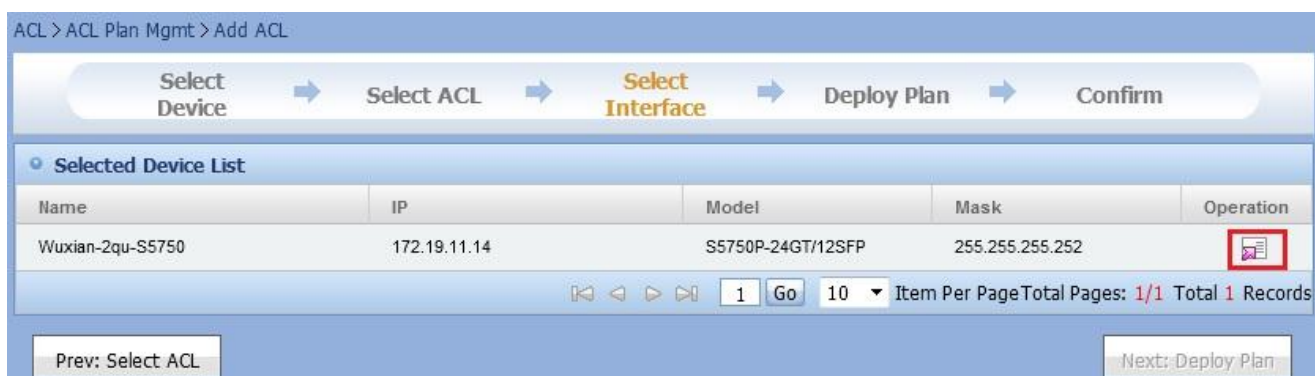 ACL > ACL Plan Mgmt > Add ACL
Select Device
Select ACL
Select Interface
Deploy Plan
Confirm
Selected Device List
Name IP Model Mask Operation
Wuxian-2qu-S5750 172.19.11.14 S5750P-24GT/12SFP 255.255.255.252
1 Go 10 Item Per PageTotal Pages: 1/1 Total 1 Records
Prev: Select ACL Next: Deploy Plan